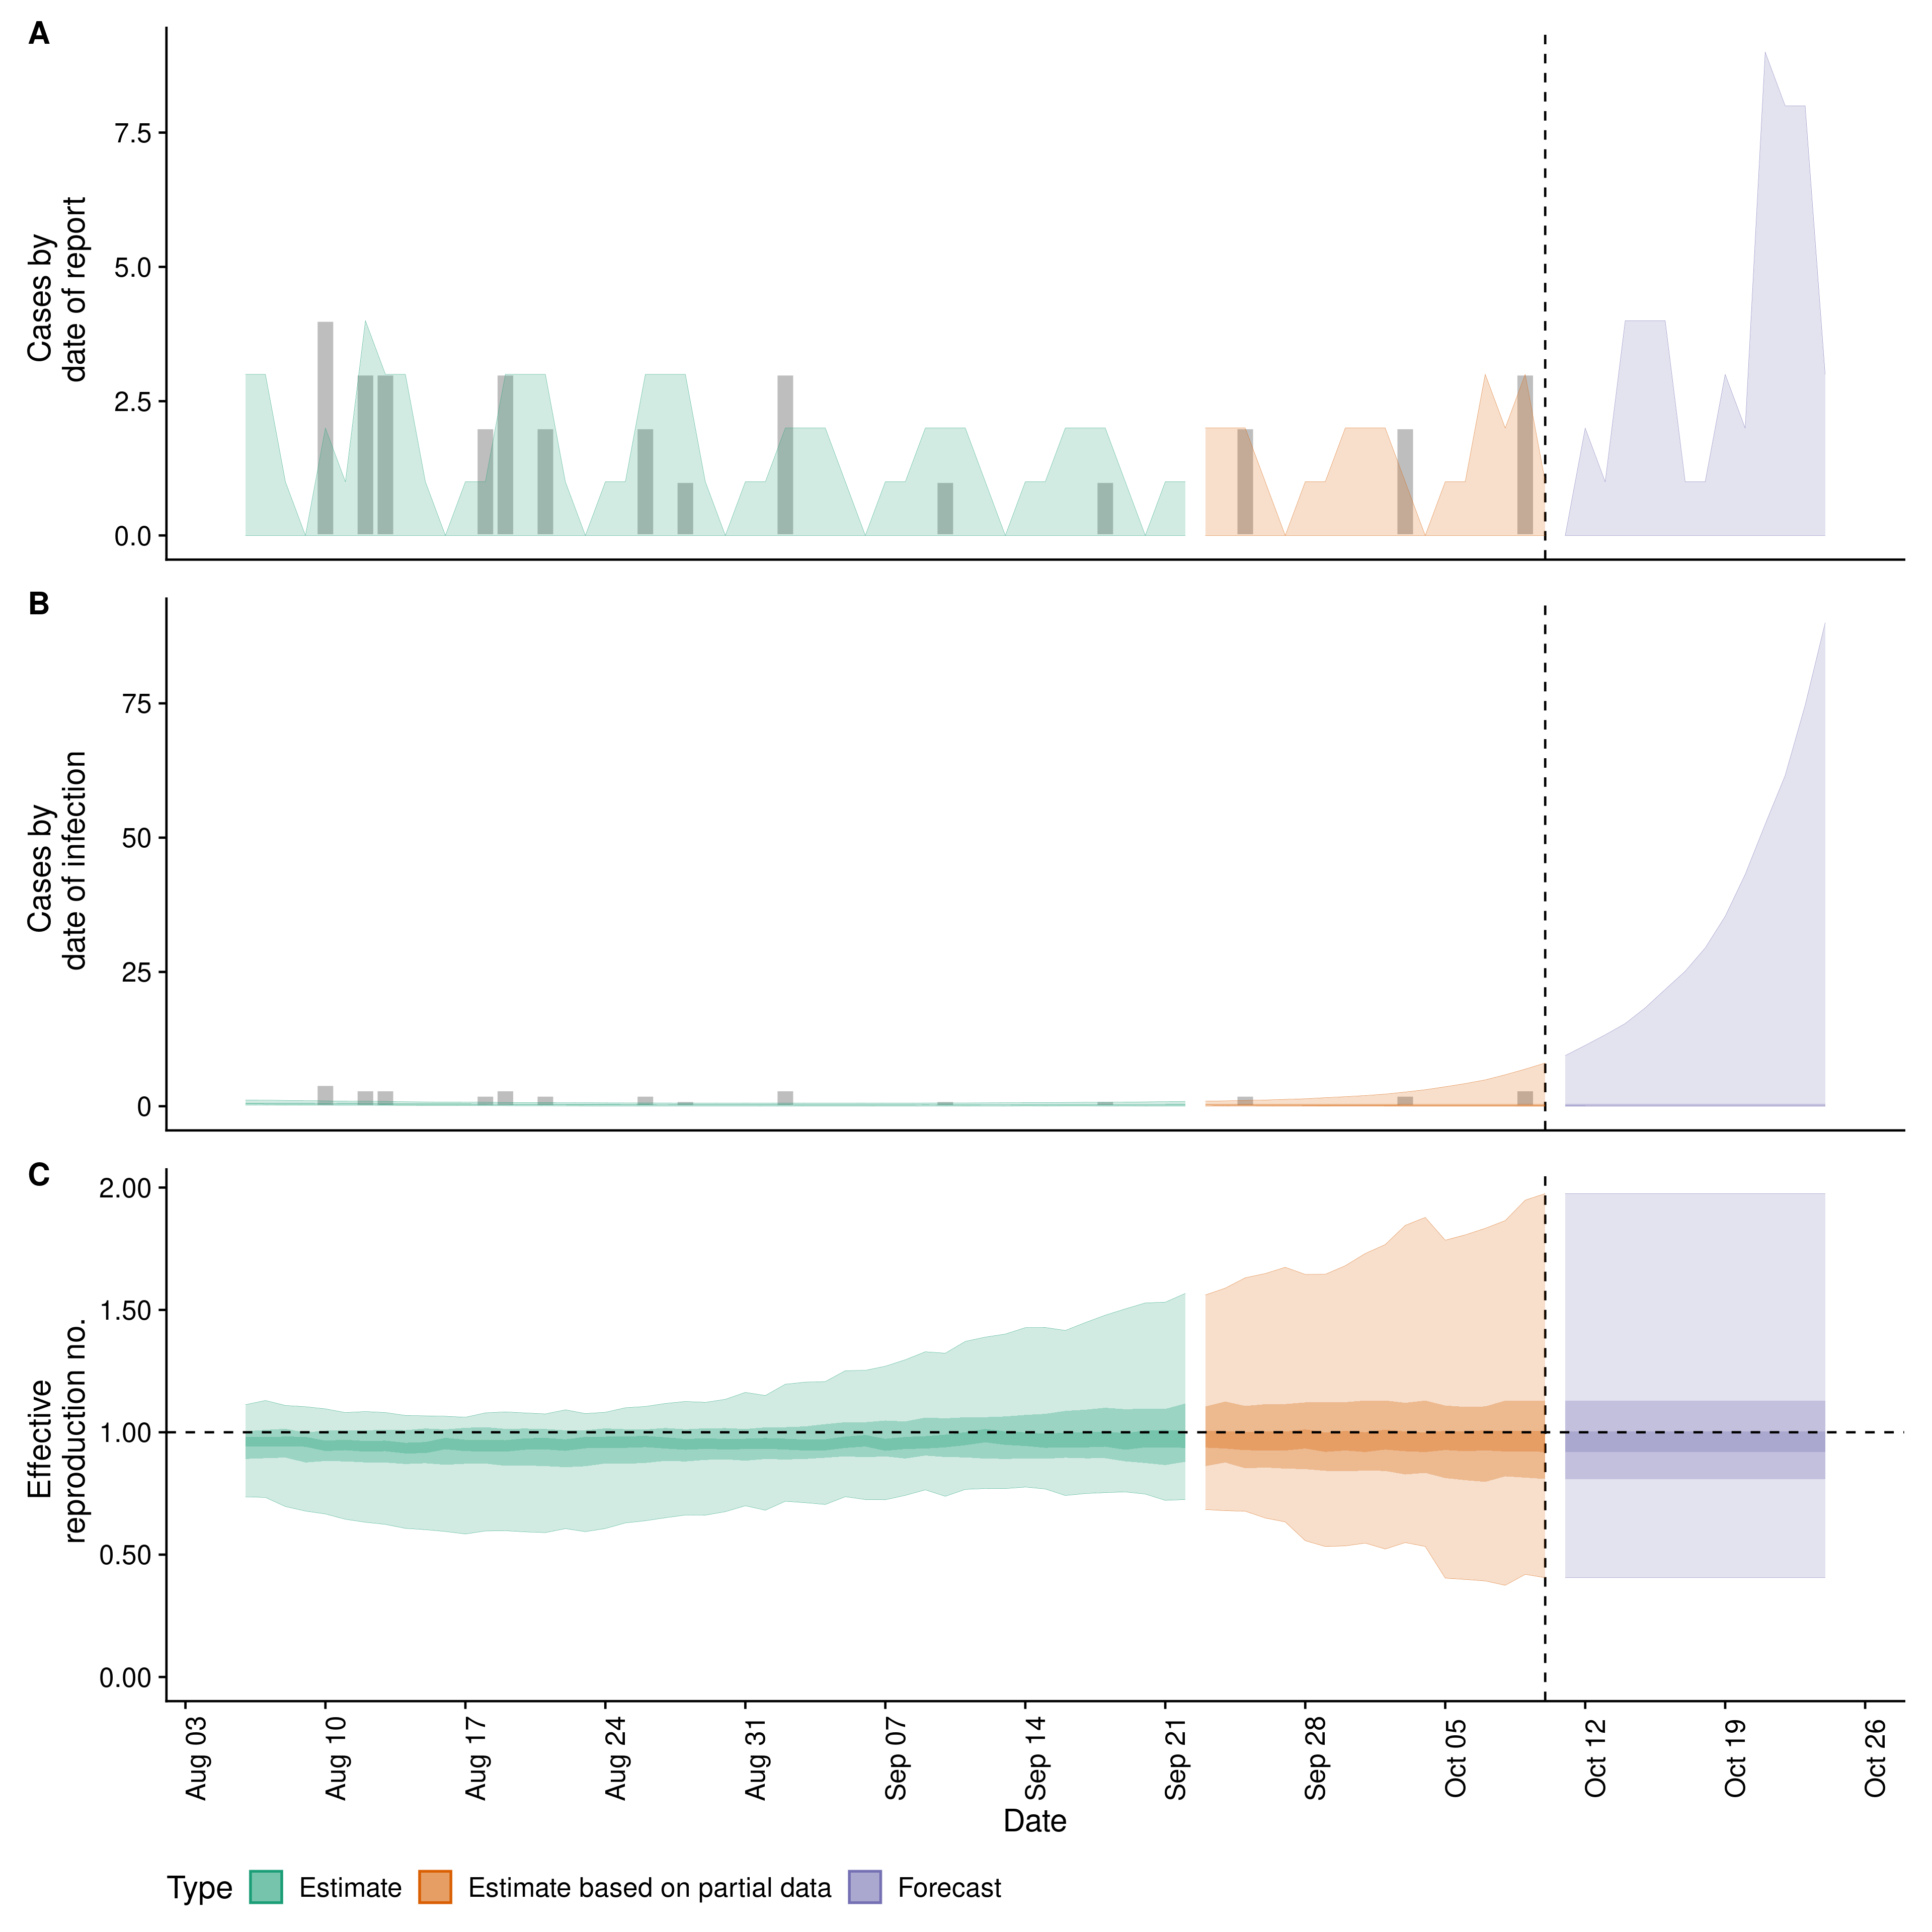 A
Cases by
date of report
7.5
5.0
2.5
0.0
B
Cases by
date of infection
75
50
25
0
C
Effective
reproduction no.
2.00
1.50
1.00
0.50
0.00
Aug 03
Aug 10
Aug 17
Aug 24
Aug 31
Sep 07
Sep 14
Sep 21
Sep 28
Oct 05
Oct 12
Oct 19
Oct 26
Date
Type Estimate Estimate based on partial data Forecast